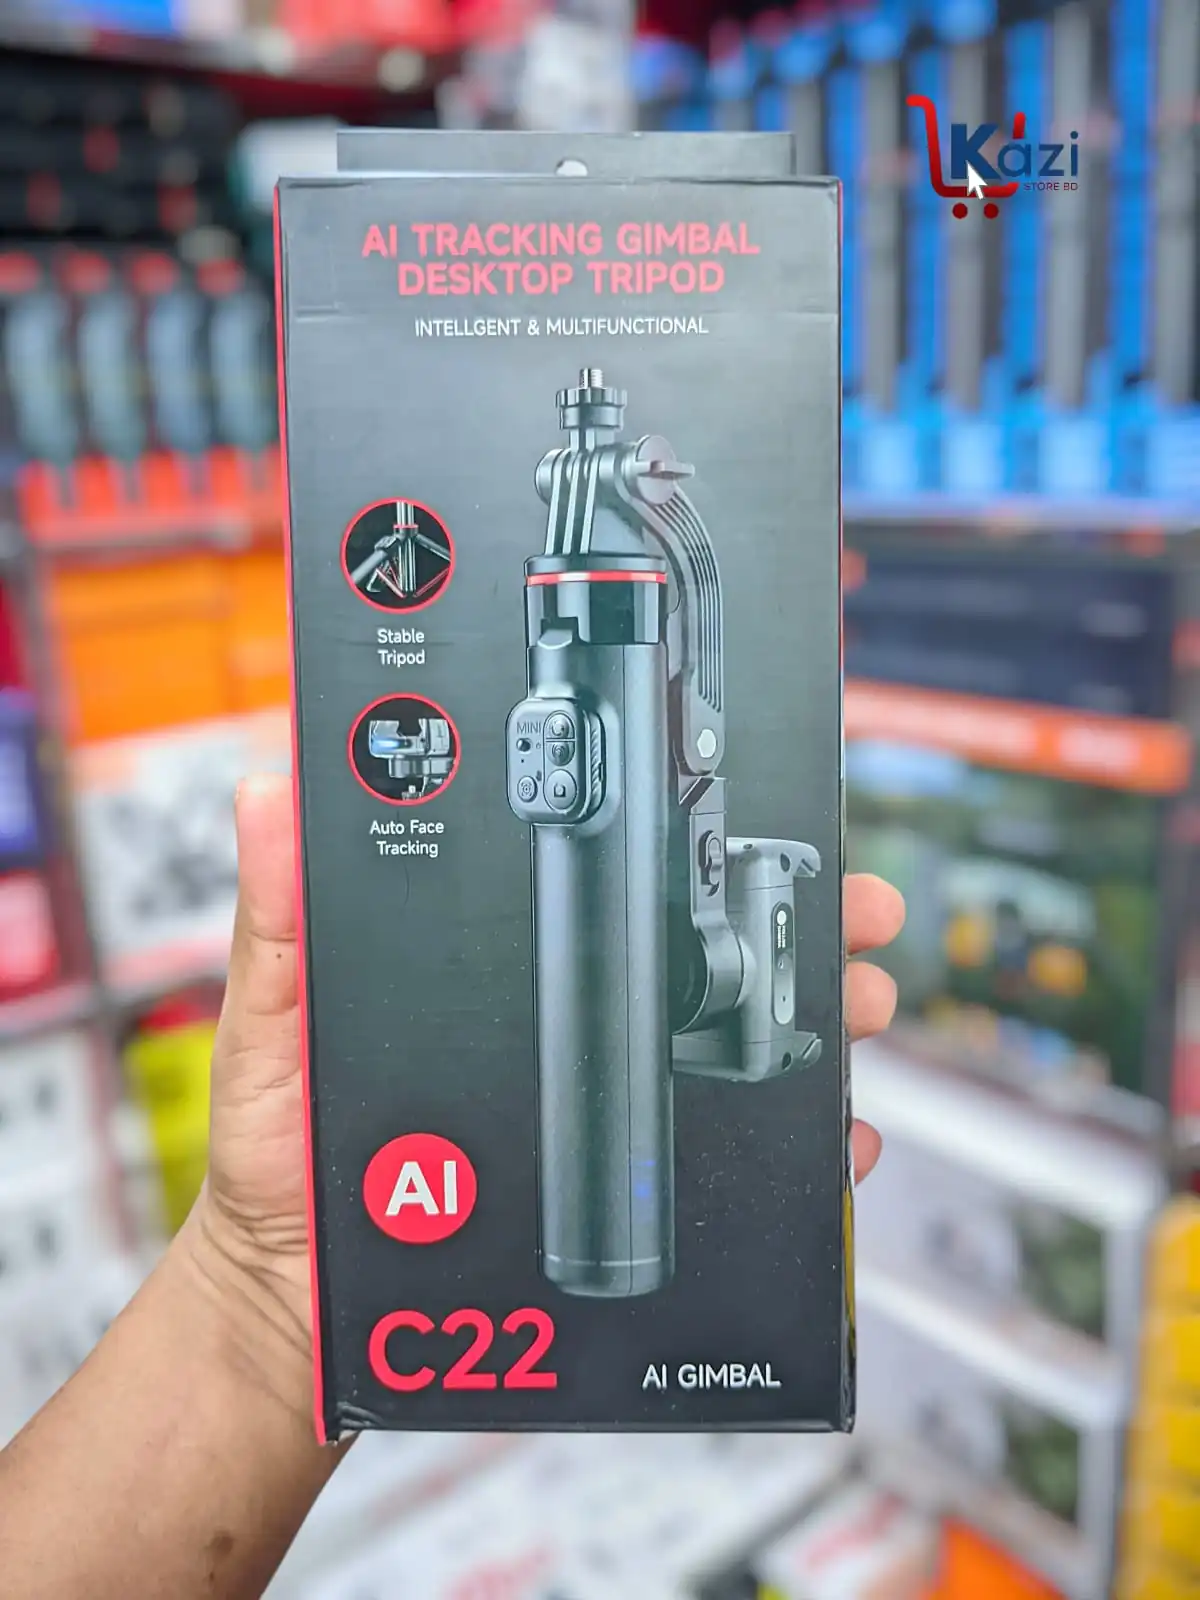 Kazi
STORE BD
AI TRACKING GIMBAL
DESKTOP TRIPOD
INTELLGENT & MULTIFUNCTIONAL
Stable
Tripod
MINI
Auto Face
Tracking
AI
C22
AI GIMBAL